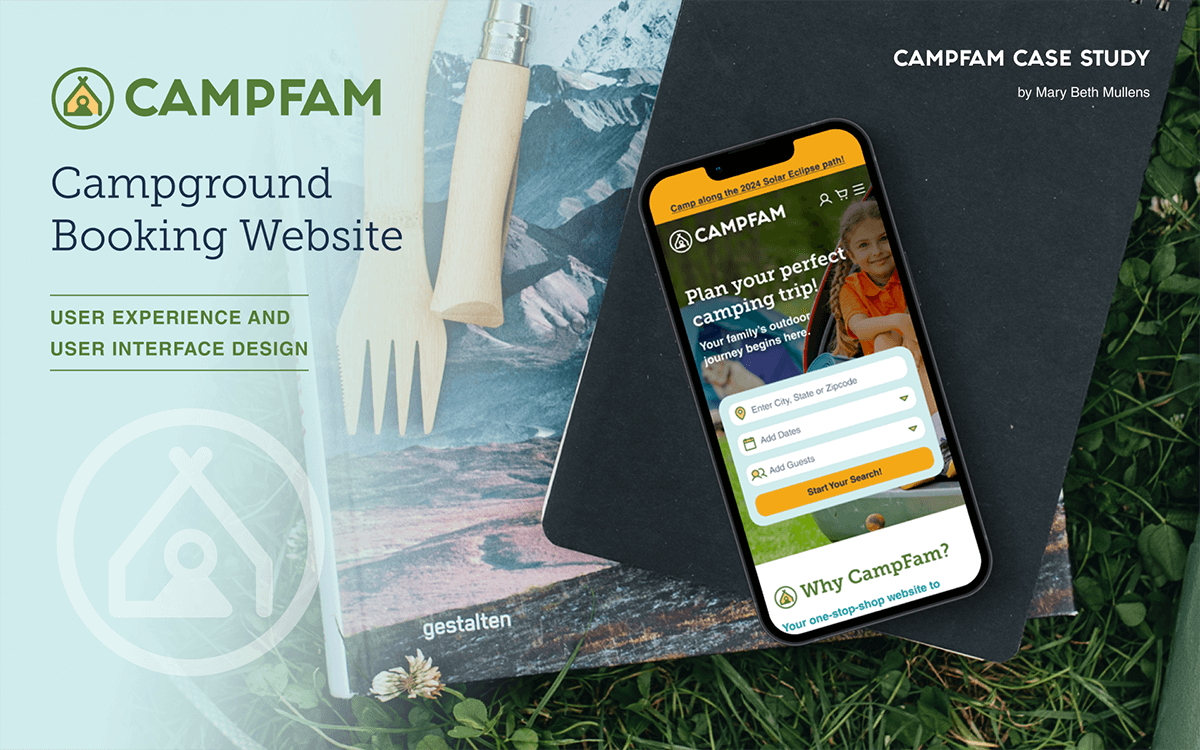 CAMPFAM
Campground
Booking Website
USER EXPERIENCE AND
USER INTERFACE DESIGN
CAMPFAM CASE STUDY
by Mary Beth Mullens
Camp along the 2024 Solar Eclipse path!
CAMPFAM
Plan your perfect
camping trip!
Your family's outdoor
journey begins here.
Enter City, State or Zipcode
Add Dates
Add Guests
Start Your Search!
Why CampFam?
Your one-stop-shop website to
gestalten